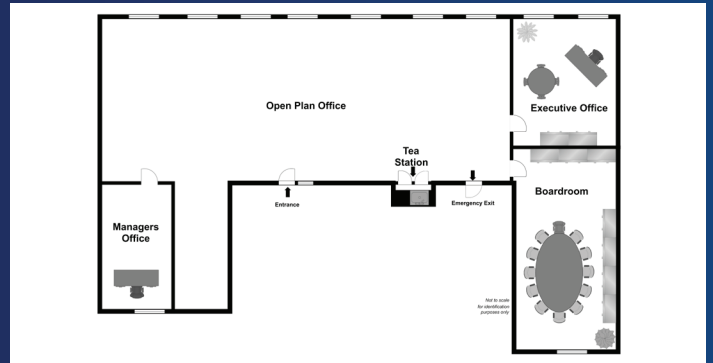 Open Plan Office
Executive Office
Tea
Station
Boardroom
Entrance
Emergency Exit
Managers
Office
Not to scale
for identification
purposes only